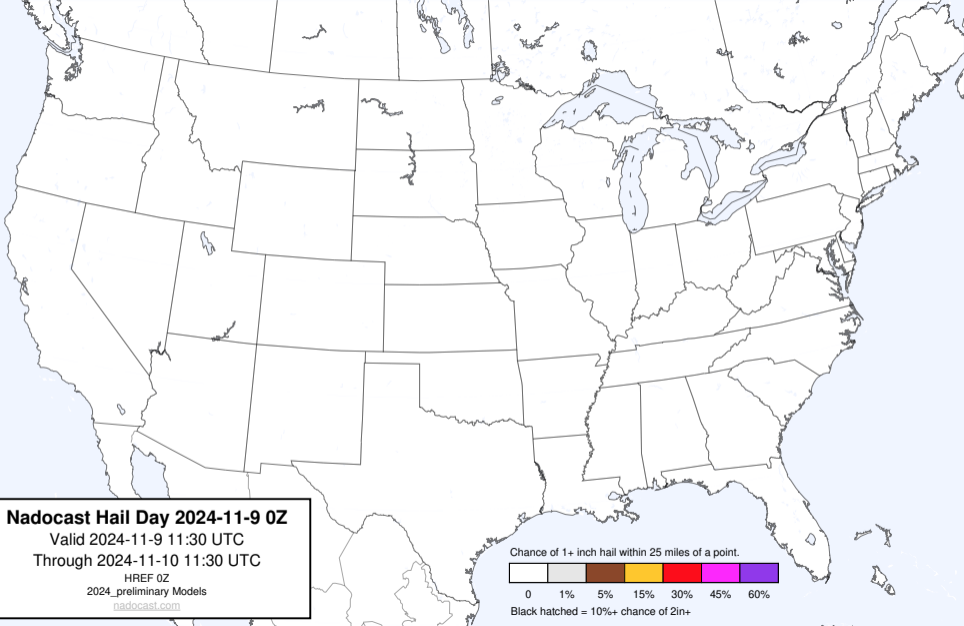 Nadocast Hail Day 2024-11-9 0Z
Valid 2024-11-9 11:30 UTC
Through 2024-11-10 11:30 UTC
HREF 0Z
2024_preliminary Models
nadocast.com
Chance of 1+ inch hail within 25 miles of a point.
0 1% 5% 15% 30% 45% 60%
Black hatched = 10%+ chance of 2in+